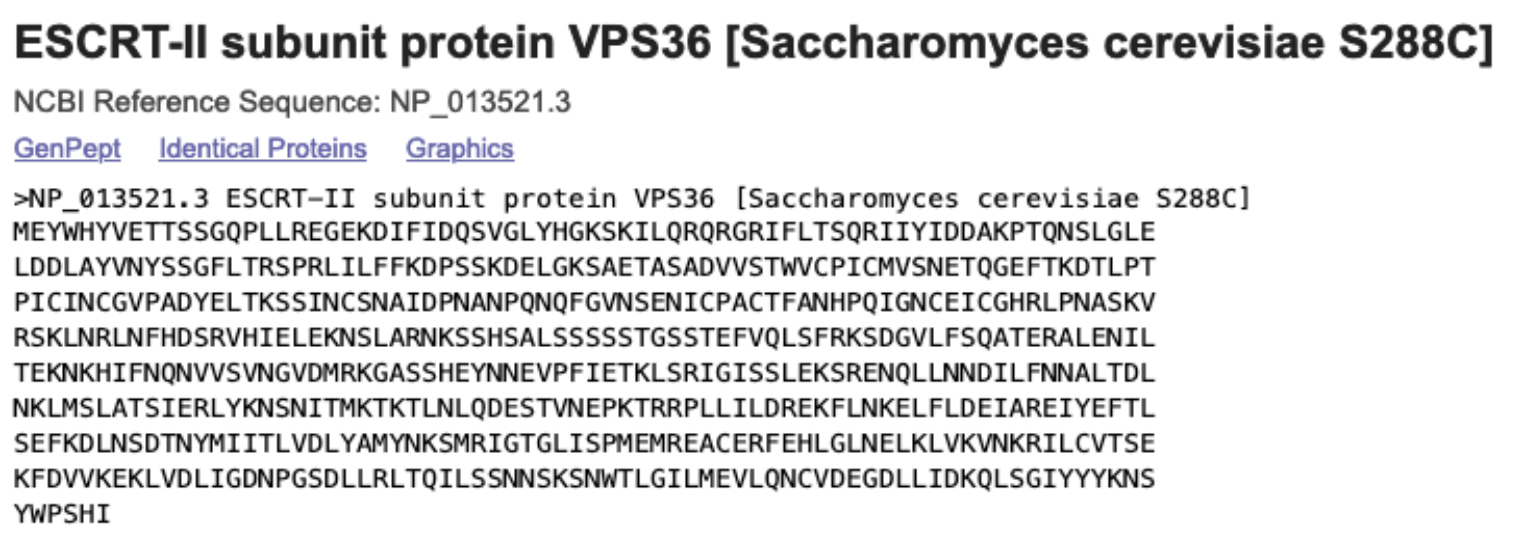 ESCRT-II subunit protein VPS36 [Saccharomyces cerevisiae S288C]
NCBI Reference Sequence: NP_013521.3
GenPept Identical Proteins Graphics
>NP_013521.3 ESCRT-II subunit protein VPS36 [Saccharomyces cerevisiae S288C]
MEYWHYVETTSSGQPLLREGEKDIFIDQSVGLYHGKSKILQRQRGRIFLTSQRIIYIDDAKPTQNSLGLE
LDDLAYVNYSSGFLTRSPRLILFFKDPSSKDELGKSAETASADVVSTWVCPICMVSNETQGEFTKDTLPT
PICINCGVPADYELTKSSINCSNAIDPNANPQNQFGVNSENICPACTFANHPQIGNCEICGHRLPNASKV
RSKLNRLNFHDSRVHIELEKNSLARNKSSHSALSSSSSTGSSTEFVQLSFRKSDGVLFSQATERALENIL
TEKNKHIFNQNVVSVNGVDMRKGASSHEYNNEVPFIETKLSRIGISSLEKSRENQLLNNDILFNNALTDL
NKLMSLATSIERLYKNSNITMKTKTLNLQDESTVNEPKTRRPLLILDREKFLNKELFLDEIAREIYEFTL
SEFKDLNSDTNYMIITLVDLYAMYNKSMRIGTGLISPMEMREACERFEHLGLNELKLVKVNKRILCVTSE
KFDVVKEKLVDLIGDNPGSDLLRLTQILSSNNSKSNWTLGILMEVLQNCVDEGDLLIDKQLSGIYYYKNS
YWPSHI